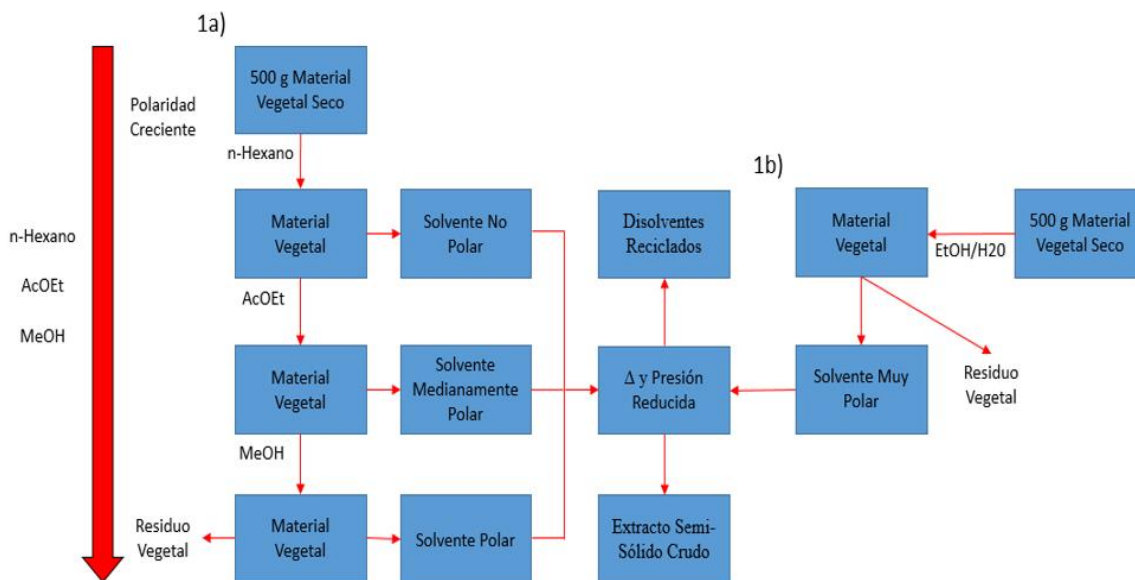 1a)
500 g Material
Vegetal Seco
Polaridad
Creciente
n-Hexano
1b)
Material
Vegetal
Solvente No
Polar
Disolventes
Reciclados
Material
Vegetal
EtOH/H20
500 g Material
Vegetal Seco
n-Hexano
AcOEt
MeOH
AcOEt
Material
Vegetal
Solvente
Medianamente
Polar
Δ y Presión
Reducida
Solvente Muy
Polar
Residuo
Vegetal
MeOH
Residuo
Vegetal
Material
Vegetal
Solvente Polar
Extracto Semi-
Sólido Crudo